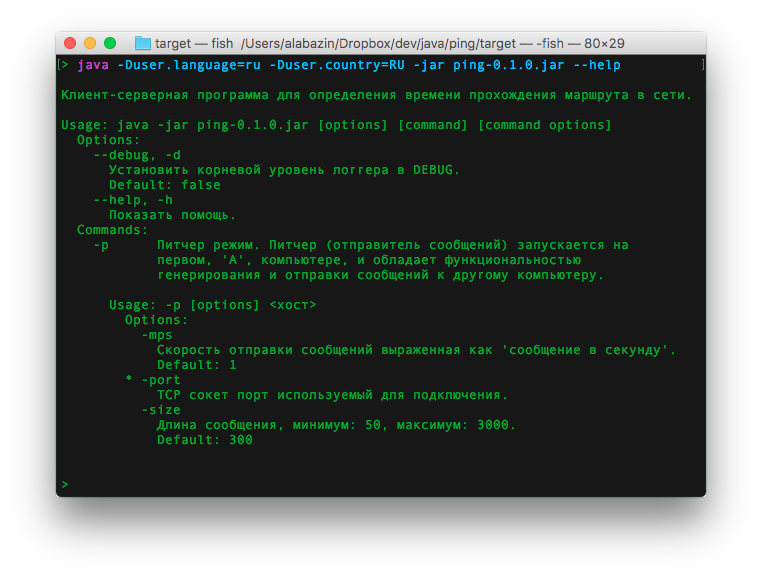 target — fish /Users/alabazin/Dropbox/dev/java/ping/target — -fish — 80×29
[> java -Duser.language=ru -Duser.country=RU -jar ping-0.1.0.jar --help ]
Клиент-серверная программа для определения времени прохождения маршрута в сети.
Usage: java -jar ping-0.1.0.jar [options] [command] [command options]
Options:
--debug, -d
Установить корневой уровень логгера в DEBUG.
Default: false
--help, -h
Показать помощь.
Commands:
-p Питчер режим. Питчер (отправитель сообщений) запускается на
первом, 'А', компьютере, и обладает функциональностью
генерирования и отправки сообщений к другому компьютеру.
Usage: -p [options] <хост>
Options:
-mps
Скорость отправки сообщений выраженная как 'сообщение в секунду'.
Default: 1
* -port
TCP сокет порт используемый для подключения.
-size
Длина сообщения, минимум: 50, максимум: 3000.
Default: 300
>